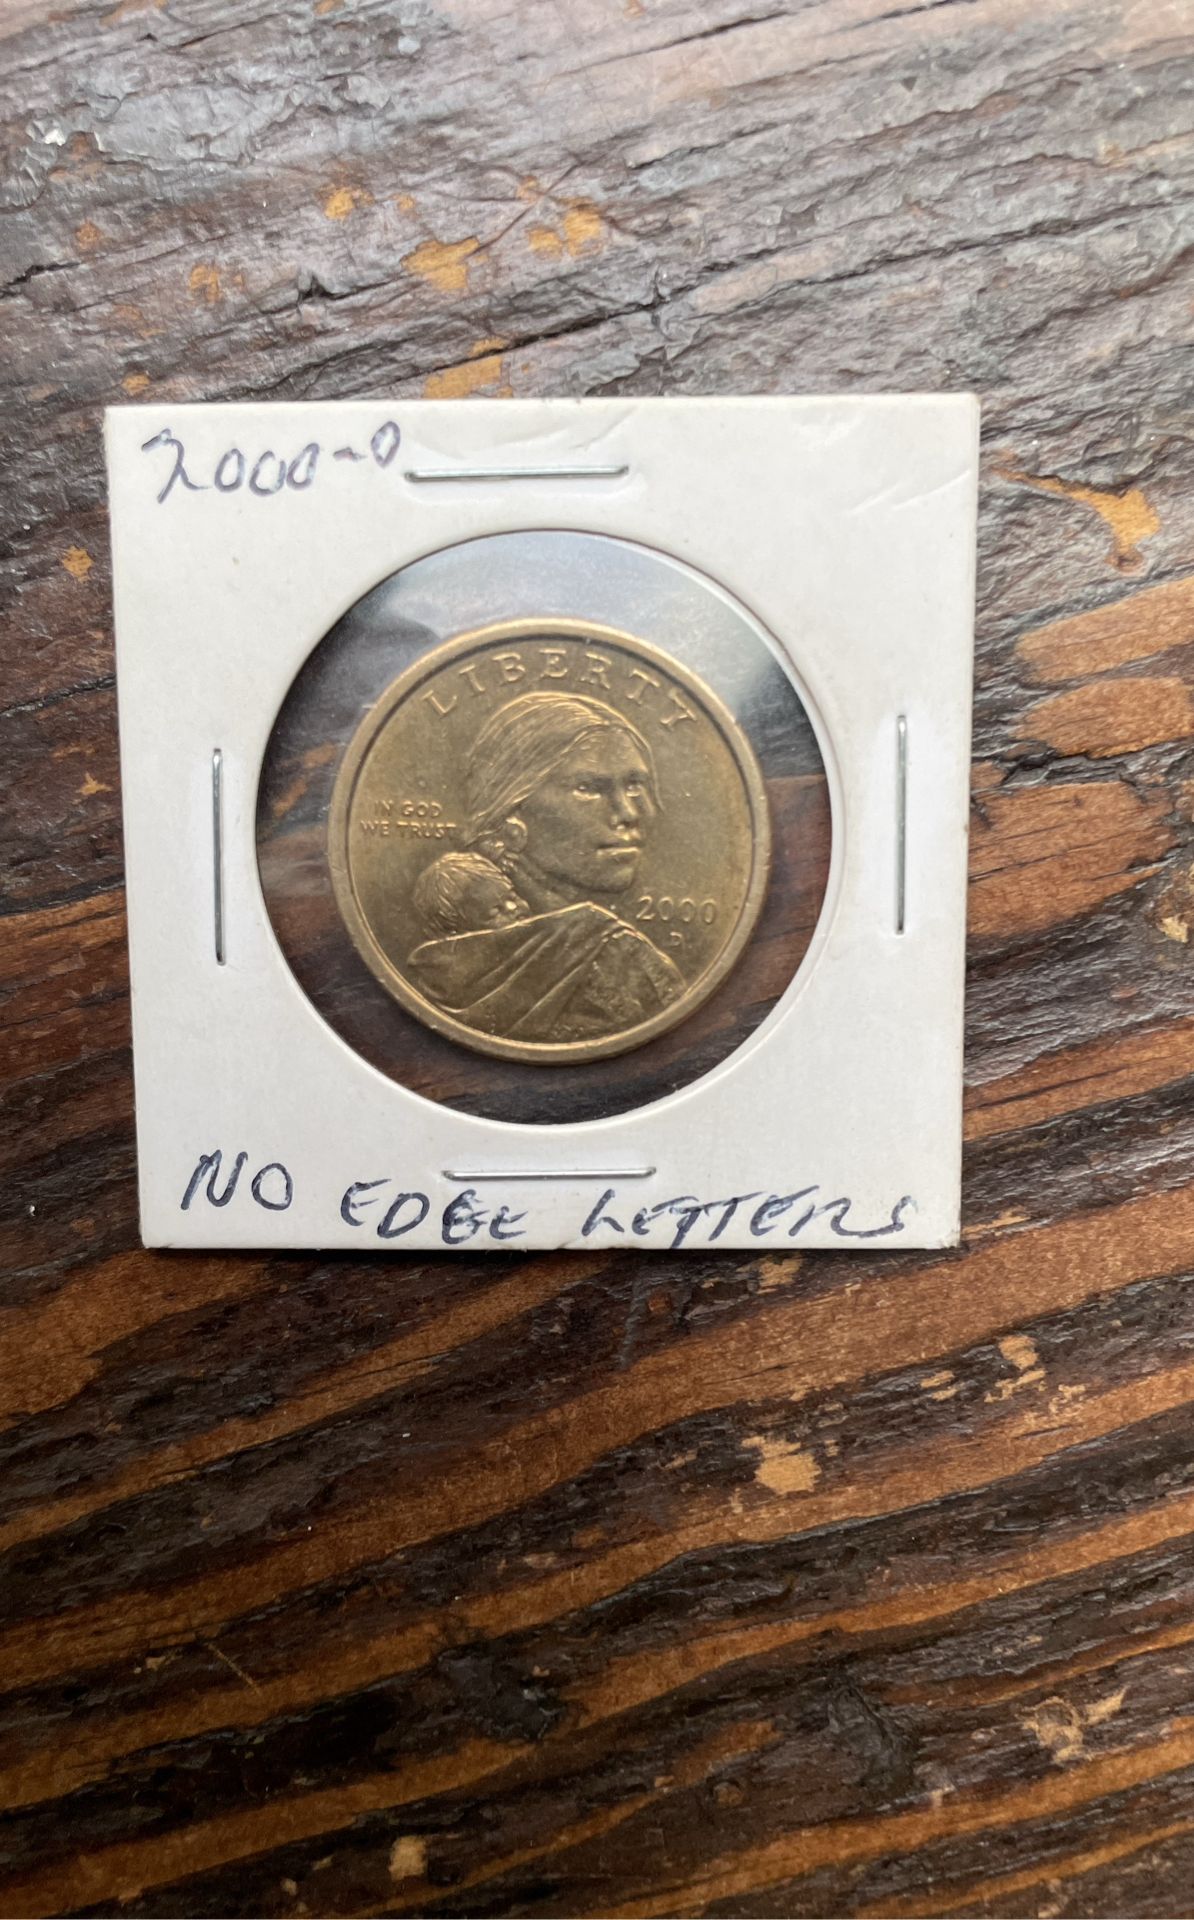 2000-D
LIBERTY
IN GOD
WE TRUST
2000
D
NO EDGE LETTERS